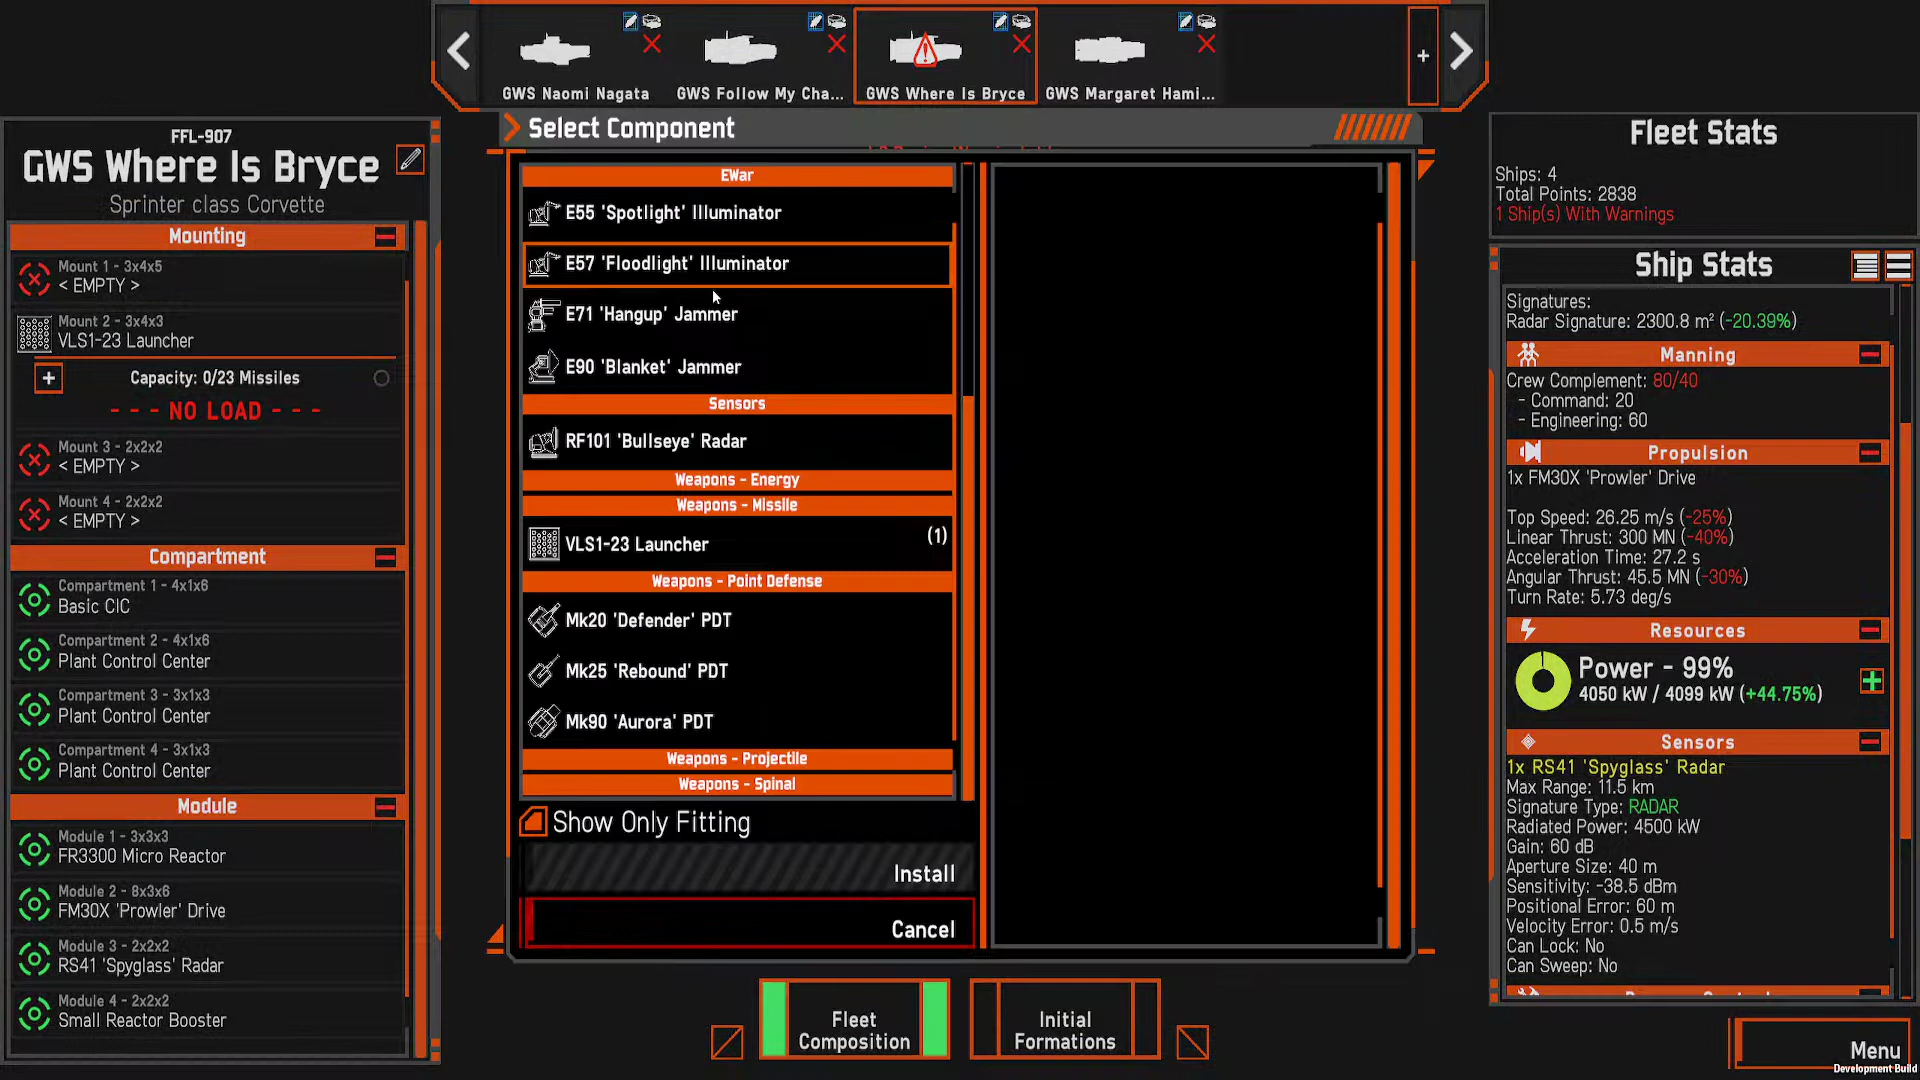 GWS Naomi Nagata
GWS Follow My Cha...
GWS Where Is Bryce
GWS Margaret Hami...
+
FFL-907
GWS Where Is Bryce
Sprinter class Corvette
Mounting
Mount 1 - 3x4x5
< EMPTY >
Mount 2 - 3x4x3
VLS1-23 Launcher
+
Capacity: 0/23 Missiles
- - - NO LOAD - - -
Mount 3 - 2x2x2
< EMPTY >
Mount 4 - 2x2x2
< EMPTY >
Compartment
Compartment 1 - 4x1x6
Basic CIC
Compartment 2 - 4x1x6
Plant Control Center
Compartment 3 - 3x1x3
Plant Control Center
Compartment 4 - 3x1x3
Plant Control Center
Module
Module 1 - 3x3x3
FR3300 Micro Reactor
Module 2 - 8x3x6
FM30X 'Prowler' Drive
Module 3 - 2x2x2
RS41 'Spyglass' Radar
Module 4 - 2x2x2
Small Reactor Booster
Select Component
EWar
E55 'Spotlight' Illuminator
E57 'Floodlight' Illuminator
E71 'Hangup' Jammer
E90 'Blanket' Jammer
Sensors
RF101 'Bullseye' Radar
Weapons - Energy
Weapons - Missile
VLS1-23 Launcher (1)
Weapons - Point Defense
Mk20 'Defender' PDT
Mk25 'Rebound' PDT
Mk90 'Aurora' PDT
Weapons - Projectile
Weapons - Spinal
Show Only Fitting
Install
Cancel
Fleet
Composition
Initial
Formations
Fleet Stats
Ships: 4
Total Points: 2838
1 Ship(s) With Warnings
Ship Stats
Signatures:
Radar Signature: 2300.8 m² (-20.39%)
Manning
Crew Complement: 80/40
- Command: 20
- Engineering: 60
Propulsion
1x FM30X 'Prowler' Drive
Top Speed: 26.25 m/s (-25%)
Linear Thrust: 300 MN (-40%)
Acceleration Time: 27.2 s
Angular Thrust: 45.5 MN (-30%)
Turn Rate: 5.73 deg/s
Resources
Power - 99%
4050 kW / 4099 kW (+44.75%)
Sensors
1x RS41 'Spyglass' Radar
Max Range: 11.5 km
Signature Type: RADAR
Radiated Power: 4500 kW
Gain: 60 dB
Aperture Size: 40 m
Sensitivity: -38.5 dBm
Positional Error: 60 m
Velocity Error: 0.5 m/s
Can Lock: No
Can Sweep: No
Menu
Development Build